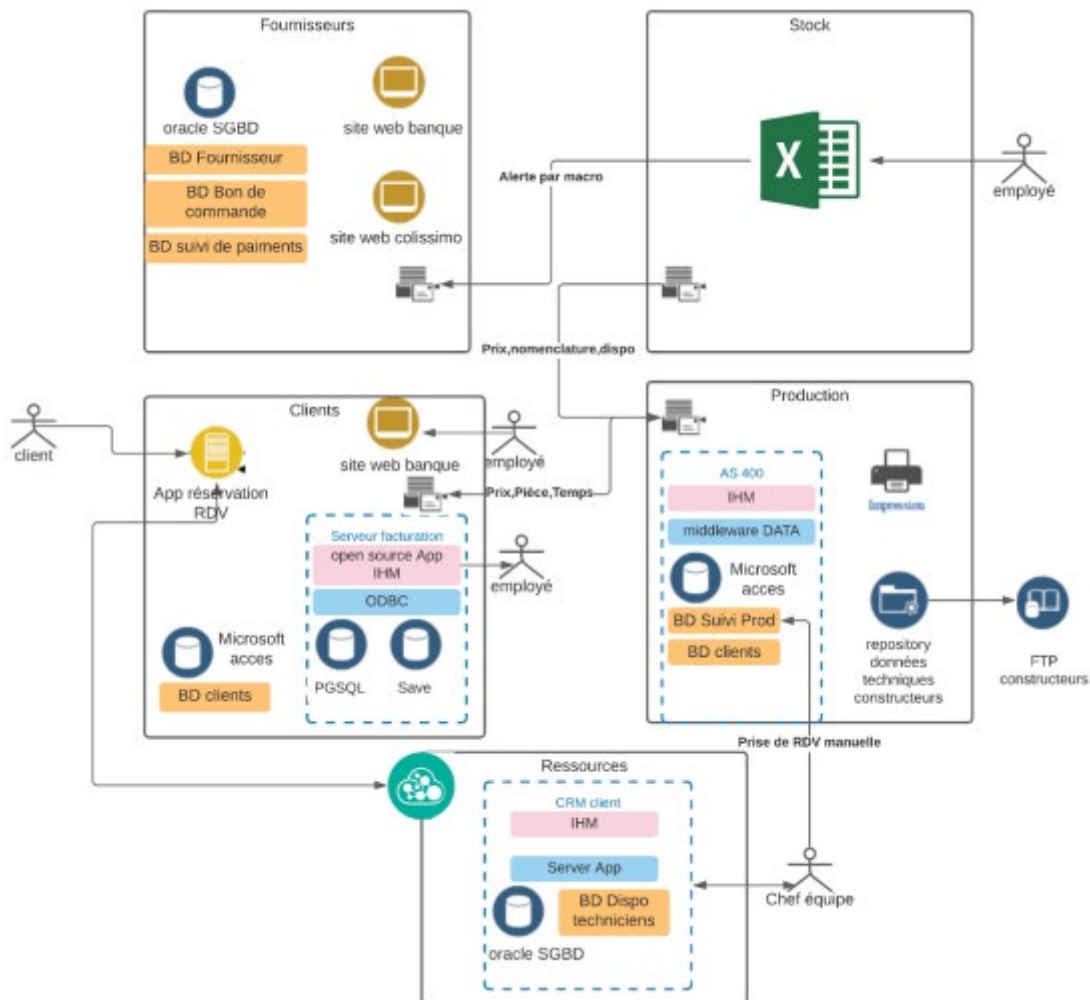 Fournisseurs
oracle SGBD
BD Fournisseur
BD Bon de
commande
BD suivi de paiments
site web banque
site web colissimo
Stock
X
employé
Alerte par macro
Prix,nomenclature,dispo
client
Clients
App réservation
RDV
site web banque
employé
Prix,Pièce,Temps
Serveur facturation
open source App
IHM
ODBC
PGSQL
Save
employé
Microsoft
acces
BD clients
Production
AS 400
IHM
middleware DATA
Microsoft
acces
BD Suivi Prod
BD clients
Impression
repository
données
techniques
constructeurs
FTP
constructeurs
Prise de RDV manuelle
Ressources
CRM client
IHM
Server App
BD Dispo
techniciens
oracle SGBD
Chef équipe